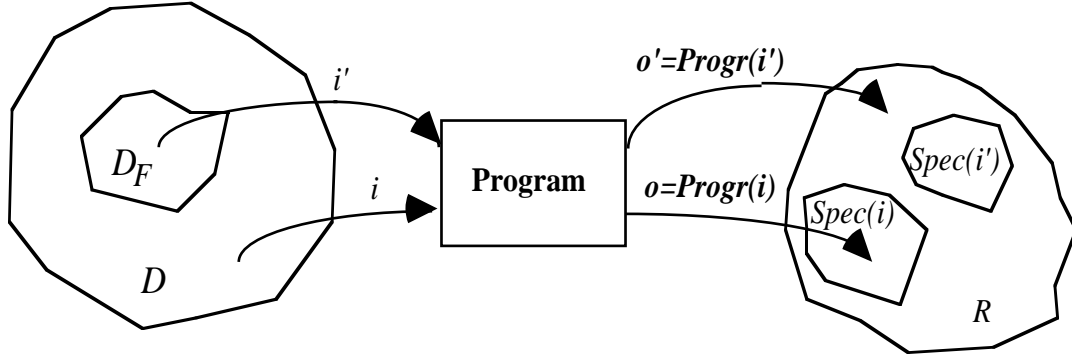 i'
o'=Progr(i')
D_F
Program
Spec(i')
i
o=Progr(i)
Spec(i)
D
R